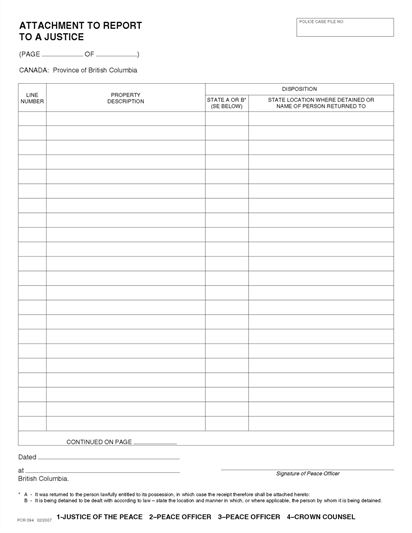 ATTACHMENT TO REPORT
TO A JUSTICE
POLICE CASE FILE NO
(PAGE OF )
CANADA: Province of British Columbia
LINE
NUMBER
PROPERTY
DESCRIPTION
DISPOSITION
STATE A OR B*
(SE BELOW)
STATE LOCATION WHERE DETAINED OR
NAME OF PERSON RETURNED TO
CONTINUED ON PAGE
Dated
at
British Columbia.
Signature of Peace Officer
* A - It was returned to the person lawfully entitled to its possession, in which case the receipt therefore shall be attached hereto:
B - It is being detained to be dealt with according to law – state the location and manner in which, or where applicable, the person by whom it is being detained.
PCR 094 02/2007
1-JUSTICE OF THE PEACE 2–PEACE OFFICER 3–PEACE OFFICER 4–CROWN COUNSEL